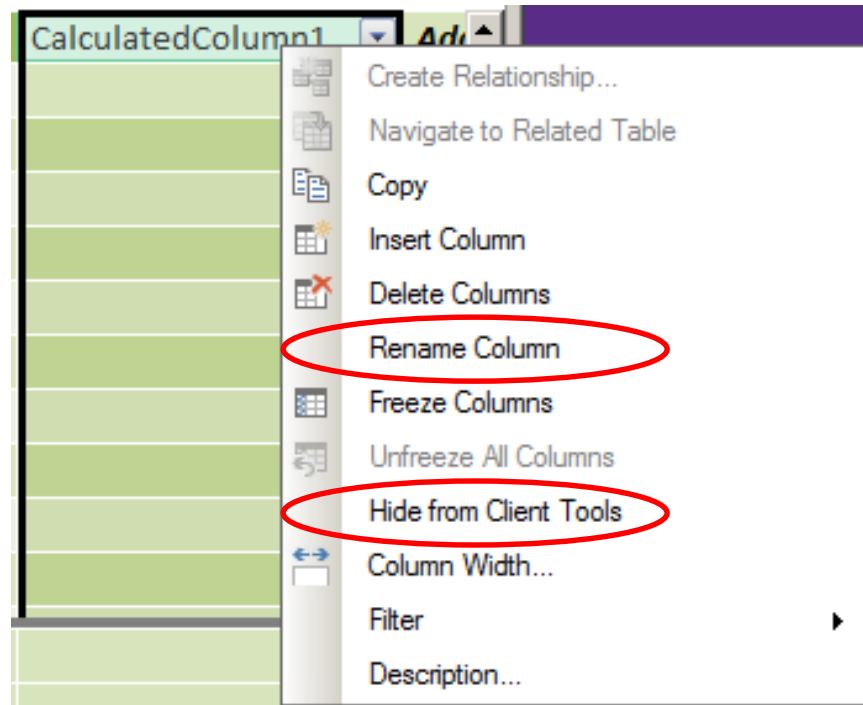 CalculatedColumn1 Ad
Create Relationship...
Navigate to Related Table
Copy
Insert Column
Delete Columns
Rename Column
Freeze Columns
Unfreeze All Columns
Hide from Client Tools
Column Width...
Filter
Description...